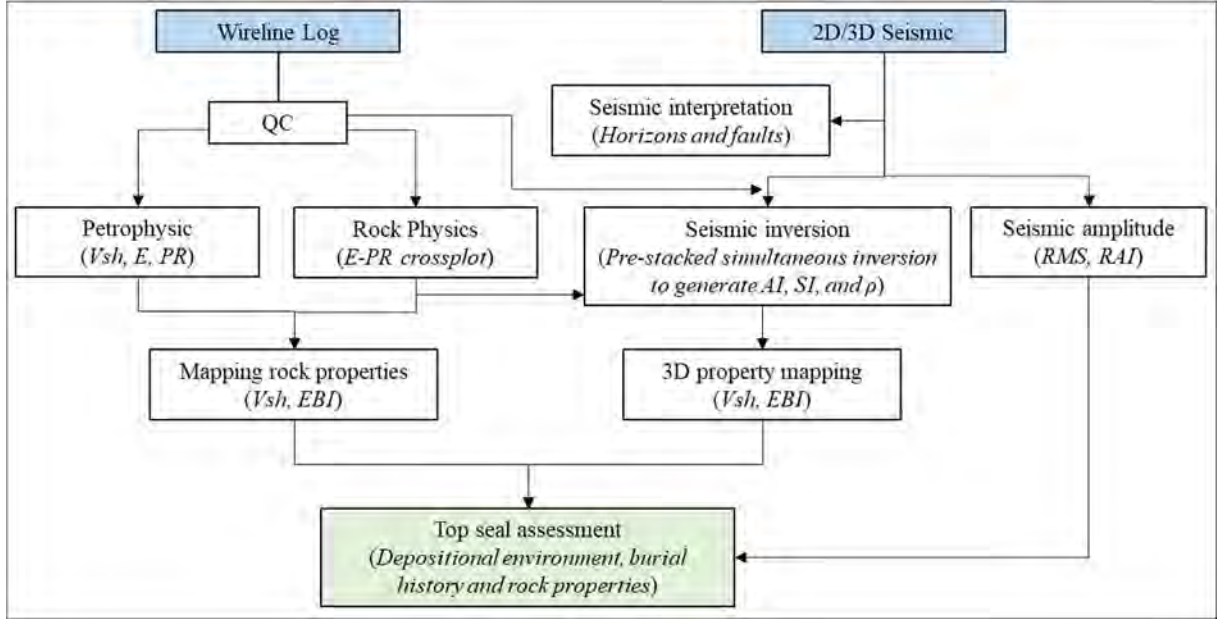 Wireline Log
2D/3D Seismic
QC
Seismic interpretation
(Horizons and faults)
Petrophysic
(Vsh, E, PR)
Rock Physics
(E-PR crossplot)
Seismic inversion
(Pre-stacked simultaneous inversion
to generate AI, SI, and ρ)
Seismic amplitude
(RMS, RAI)
Mapping rock properties
(Vsh, EBI)
3D property mapping
(Vsh, EBI)
Top seal assessment
(Depositional environment, burial
history and rock properties)